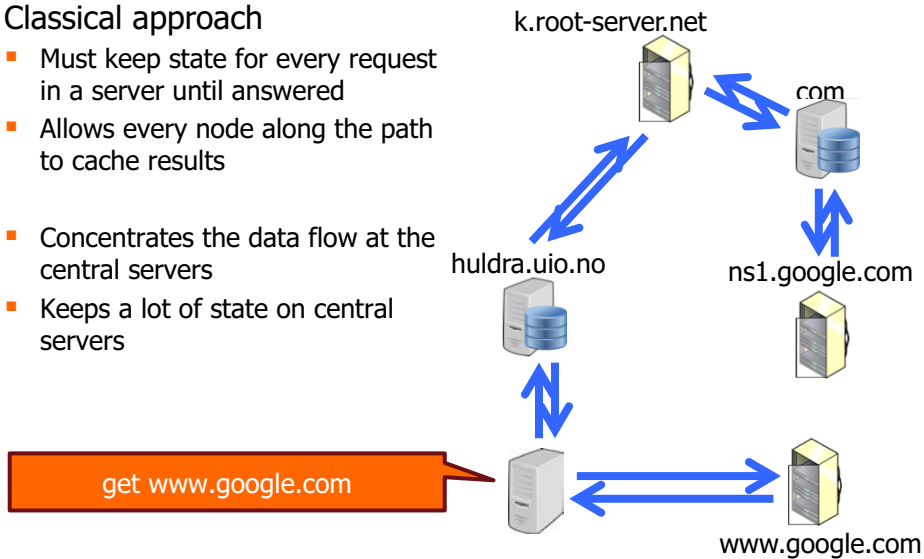 Classical approach
▪ Must keep state for every request
in a server until answered
▪ Allows every node along the path
to cache results
▪ Concentrates the data flow at the
central servers
▪ Keeps a lot of state on central
servers
get www.google.com
k.root-server.net
com
huldra.uio.no
ns1.google.com
www.google.com